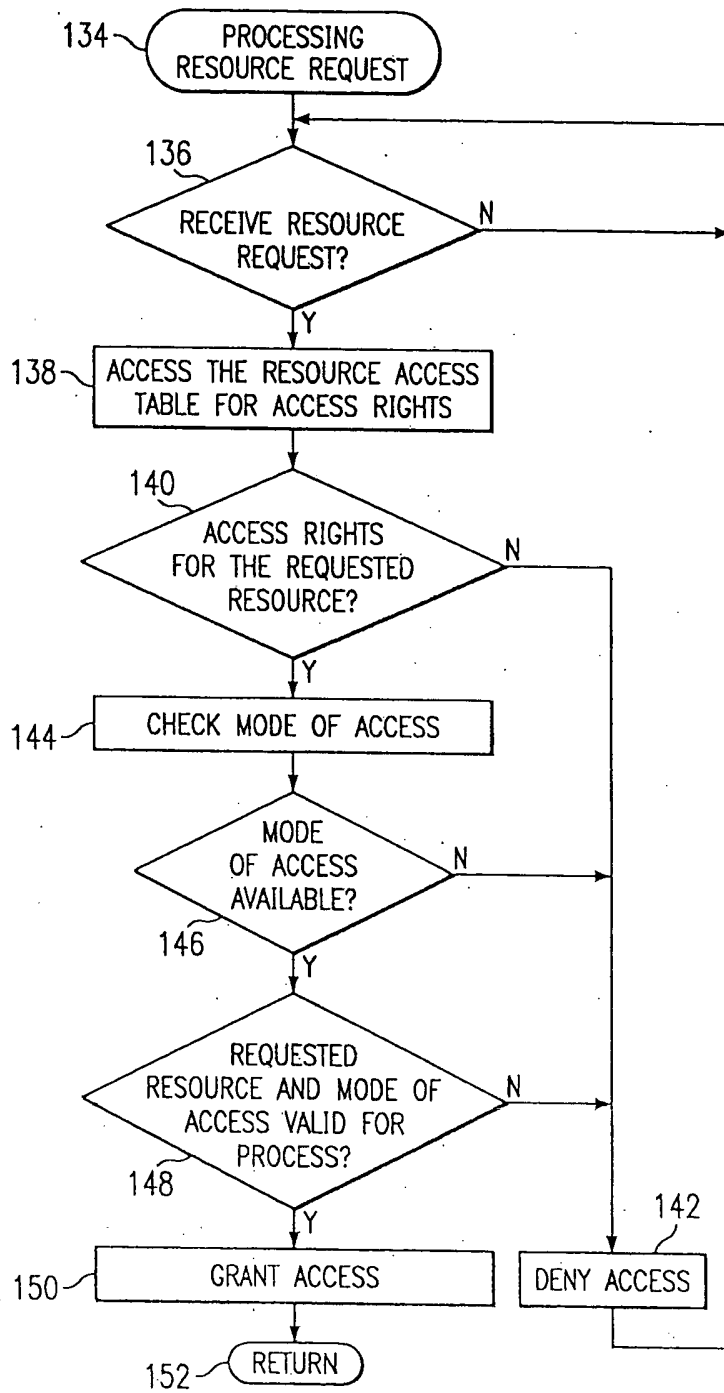 134
PROCESSING
RESOURCE REQUEST
136
RECEIVE RESOURCE
REQUEST?
N
Y
138
ACCESS THE RESOURCE ACCESS
TABLE FOR ACCESS RIGHTS
140
ACCESS RIGHTS
FOR THE REQUESTED
RESOURCE?
N
Y
144
CHECK MODE OF ACCESS
MODE
OF ACCESS
AVAILABLE?
N
146
Y
REQUESTED
RESOURCE AND MODE OF
ACCESS VALID FOR
PROCESS?
N
148
Y
142
150
GRANT ACCESS
DENY ACCESS
152
RETURN